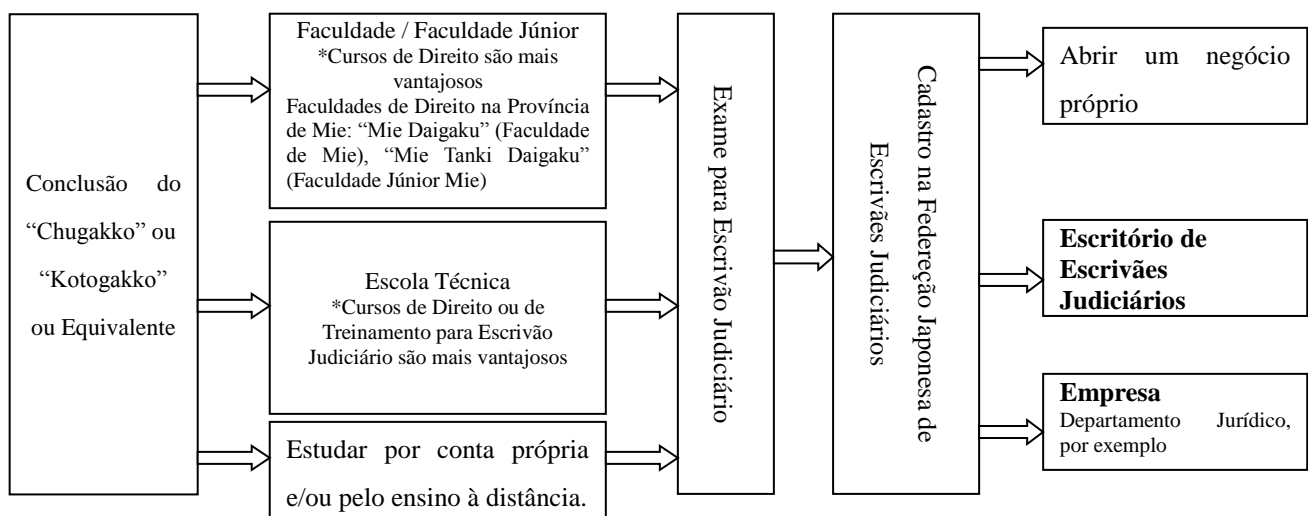 Conclusão do
“Chugakko” ou
“Kotogakko”
ou Equivalente
Faculdade / Faculdade Júnior
*Cursos de Direito são mais
vantajosos
Faculdades de Direito na Província
de Mie: “Mie Daigaku” (Faculdade
de Mie), “Mie Tanki Daigaku”
(Faculdade Júnior Mie)
Escola Técnica
*Cursos de Direito ou de
Treinamento para Escrivão
Judiciário são mais vantajosos
Estudar por conta própria
e/ou pelo ensino à distância.
Exame para Escrivão Judiciário
Cadastro na Federeção Japonesa de
Escrivães Judiciários
Abrir um negócio
próprio
Escritório de
Escrivães
Judiciários
Empresa
Departamento Jurídico,
por exemplo